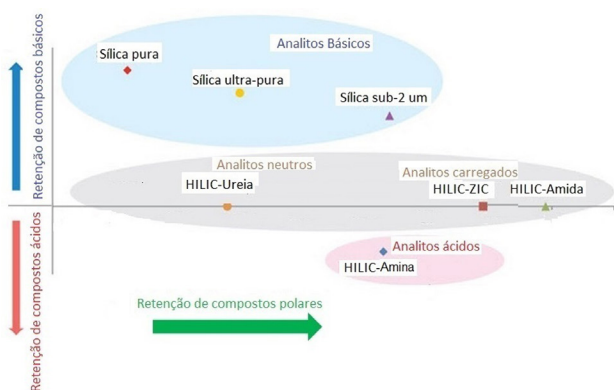 Analitos Básicos
Sílica pura
Sílica ultra-pura
Sílica sub-2 um
Retenção de compostos básicos
Analitos neutros
Analitos carregados
HILIC-Ureia
HILIC-ZIC
HILIC-Amida
Analitos ácidos
HILIC-Amina
Retenção de compostos ácidos
Retenção de compostos polares